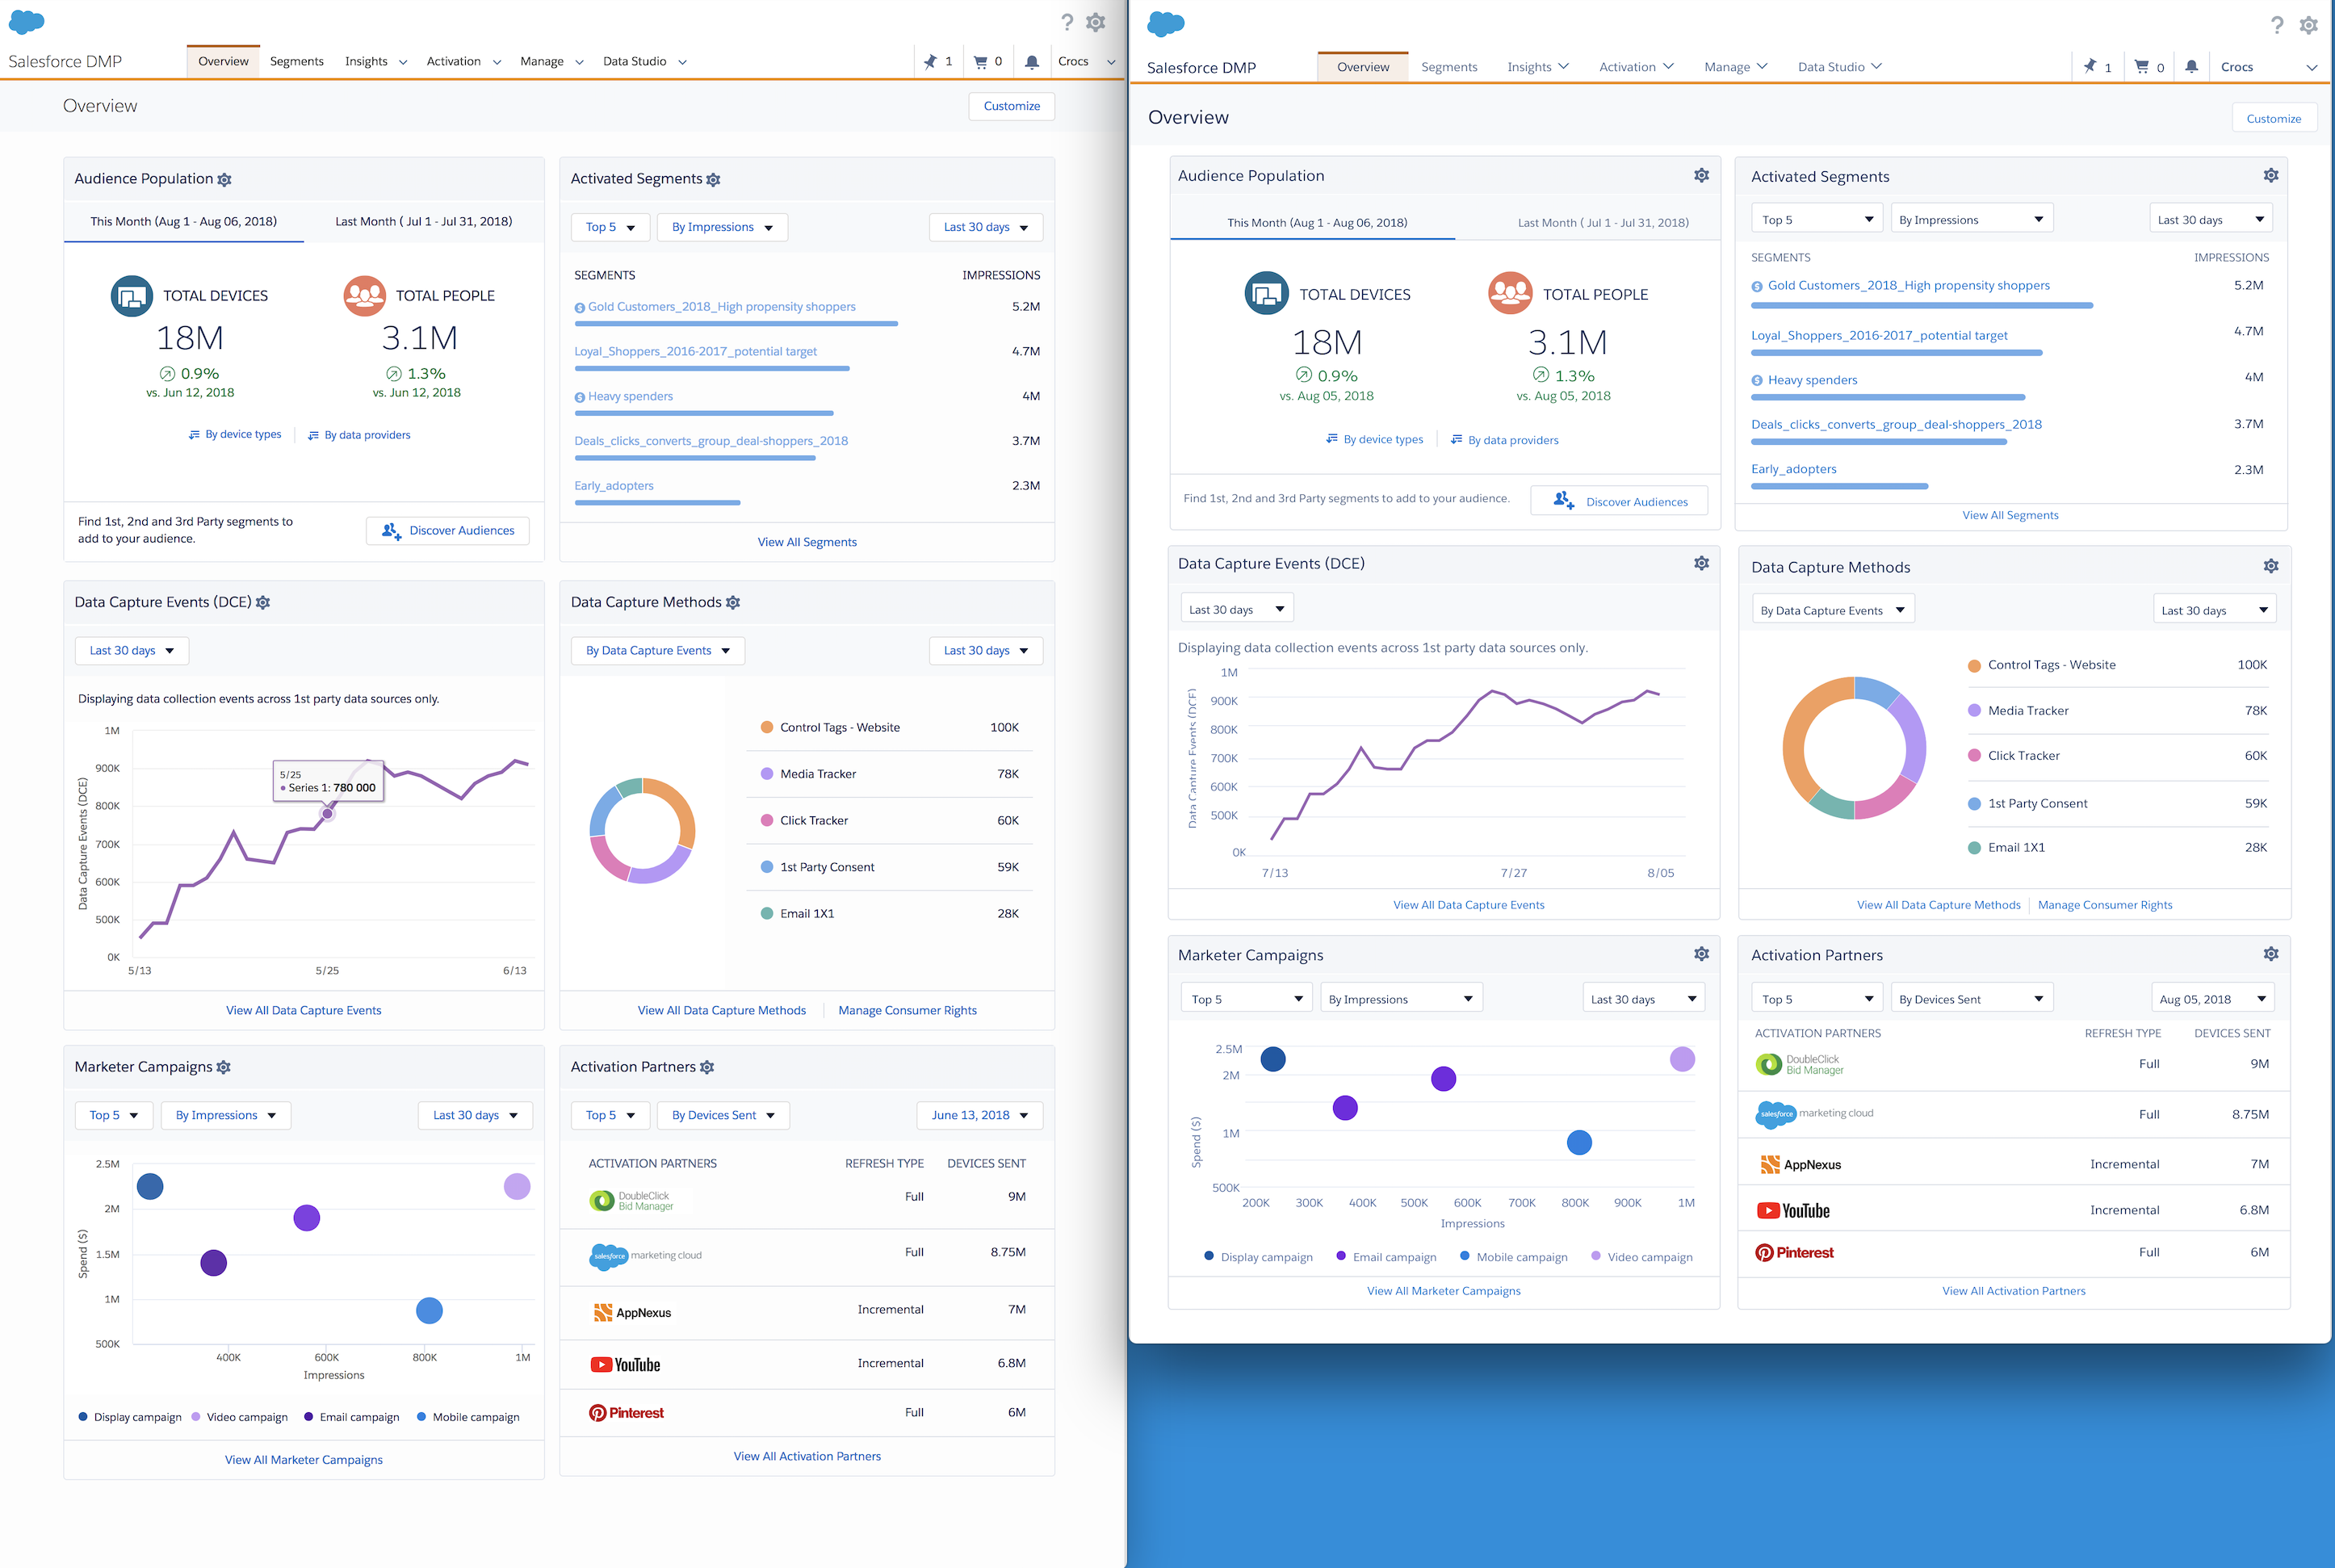 ?
Salesforce DMP
Overview
Segments
Insights
Activation
Manage
Data Studio
1
0
Crocs
Overview
Customize
Audience Population
This Month (Aug 1 - Aug 06, 2018)
Last Month ( Jul 1 - Jul 31, 2018)
TOTAL DEVICES
18M
0.9%
vs. Jun 12, 2018
TOTAL PEOPLE
3.1M
1.3%
vs. Jun 12, 2018
By device types
By data providers
Find 1st, 2nd and 3rd Party segments to
add to your audience.
Discover Audiences
Activated Segments
Top 5
By Impressions
Last 30 days
SEGMENTS
IMPRESSIONS
Gold Customers_2018_High propensity shoppers
5.2M
Loyal_Shoppers_2016-2017_potential target
4.7M
Heavy spenders
4M
Deals_clicks_converts_group_deal-shoppers_2018
3.7M
Early_adopters
2.3M
View All Segments
Data Capture Events (DCE)
Last 30 days
Displaying data collection events across 1st party data sources only.
Data Capture Events (DCE)
1M
900K
800K
700K
600K
500K
0K
5/25
Series 1: 780 000
5/13
5/25
6/13
View All Data Capture Events
Data Capture Methods
By Data Capture Events
Last 30 days
Control Tags - Website
100K
Media Tracker
78K
Click Tracker
60K
1st Party Consent
59K
Email 1X1
28K
View All Data Capture Methods
Manage Consumer Rights
Marketer Campaigns
Top 5
By Impressions
Last 30 days
Spend ($)
2.5M
2M
1.5M
1M
500K
400K
600K
800K
1M
Impressions
Display campaign
Video campaign
Email campaign
Mobile campaign
View All Marketer Campaigns
Activation Partners
Top 5
By Devices Sent
June 13, 2018
ACTIVATION PARTNERS
REFRESH TYPE
DEVICES SENT
DoubleClick
Bid Manager
Full
9M
salesforce marketing cloud
Full
8.75M
AppNexus
Incremental
7M
YouTube
Incremental
6.8M
Pinterest
Full
6M
View All Activation Partners
?
Salesforce DMP
Overview
Segments
Insights
Activation
Manage
Data Studio
1
0
Crocs
Overview
Customize
Audience Population
This Month (Aug 1 - Aug 06, 2018)
Last Month ( Jul 1 - Jul 31, 2018)
TOTAL DEVICES
18M
0.9%
vs. Aug 05, 2018
TOTAL PEOPLE
3.1M
1.3%
vs. Aug 05, 2018
By device types
By data providers
Find 1st, 2nd and 3rd Party segments to add to your audience.
Discover Audiences
Activated Segments
Top 5
By Impressions
Last 30 days
SEGMENTS
IMPRESSIONS
Gold Customers_2018_High propensity shoppers
5.2M
Loyal_Shoppers_2016-2017_potential target
4.7M
Heavy spenders
4M
Deals_clicks_converts_group_deal-shoppers_2018
3.7M
Early_adopters
2.3M
View All Segments
Data Capture Events (DCE)
Last 30 days
Displaying data collection events across 1st party data sources only.
Data Capture Events (DCE)
1M
900K
800K
700K
600K
500K
0K
7/13
7/27
8/05
View All Data Capture Events
Data Capture Methods
By Data Capture Events
Last 30 days
Control Tags - Website
100K
Media Tracker
78K
Click Tracker
60K
1st Party Consent
59K
Email 1X1
28K
View All Data Capture Methods
Manage Consumer Rights
Marketer Campaigns
Top 5
By Impressions
Last 30 days
Spend ($)
2.5M
2M
1M
500K
200K
300K
400K
500K
600K
700K
800K
900K
1M
Impressions
Display campaign
Email campaign
Mobile campaign
Video campaign
View All Marketer Campaigns
Activation Partners
Top 5
By Devices Sent
Aug 05, 2018
ACTIVATION PARTNERS
REFRESH TYPE
DEVICES SENT
DoubleClick
Bid Manager
Full
9M
salesforce marketing cloud
Full
8.75M
AppNexus
Incremental
7M
YouTube
Incremental
6.8M
Pinterest
Full
6M
View All Activation Partners